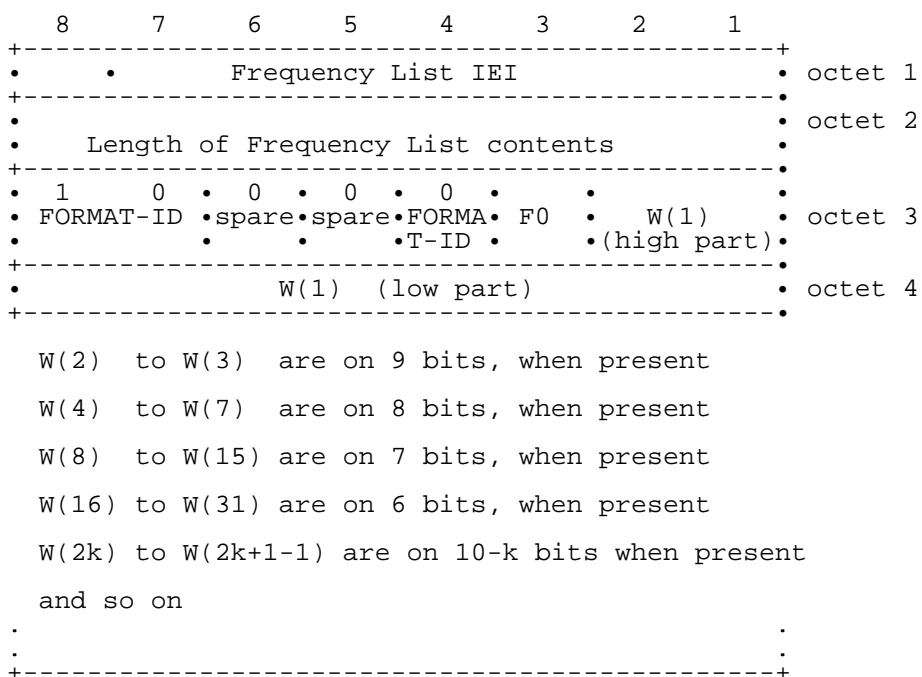 8 7 6 5 4 3 2 1
+-----------------------------------------------+
• • Frequency List IEI • octet 1
+-----------------------------------------------•
• • octet 2
• Length of Frequency List contents •
+-----------------------------------------------•
• 1 0 • 0 • 0 • 0 • • •
• FORMAT-ID •spare•spare•FORMA• F0 • W(1) • octet 3
• • • •T-ID • •(high part)•
+-----------------------------------------------•
• W(1) (low part) • octet 4
+-----------------------------------------------•
W(2) to W(3) are on 9 bits, when present
W(4) to W(7) are on 8 bits, when present
W(8) to W(15) are on 7 bits, when present
W(16) to W(31) are on 6 bits, when present
W(2k) to W(2k+1-1) are on 10-k bits when present
and so on
. .
. .
+-----------------------------------------------+